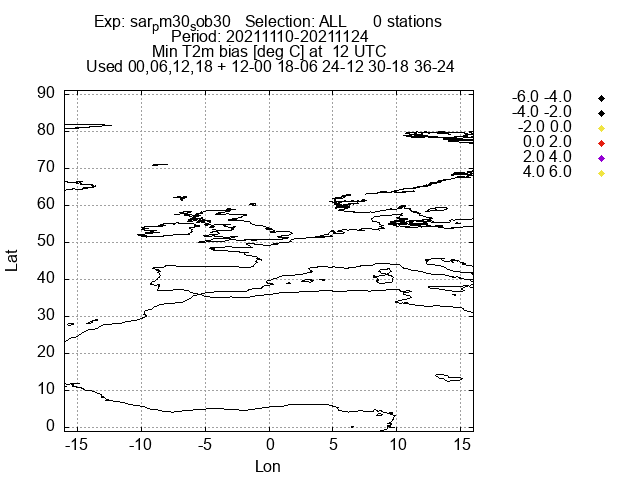 Exp: sarpm30sob30 Selection: ALL 0 stations
Period: 20211110-20211124
Min T2m bias [deg C] at 12 UTC
Used 00,06,12,18 + 12-00 18-06 24-12 30-18 36-24
-6.0 -4.0
-4.0 -2.0
-2.0 0.0
0.0 2.0
2.0 4.0
4.0 6.0
90
80
70
60
50
40
30
20
10
0
Lat
-15 -10 -5 0 5 10 15
Lon